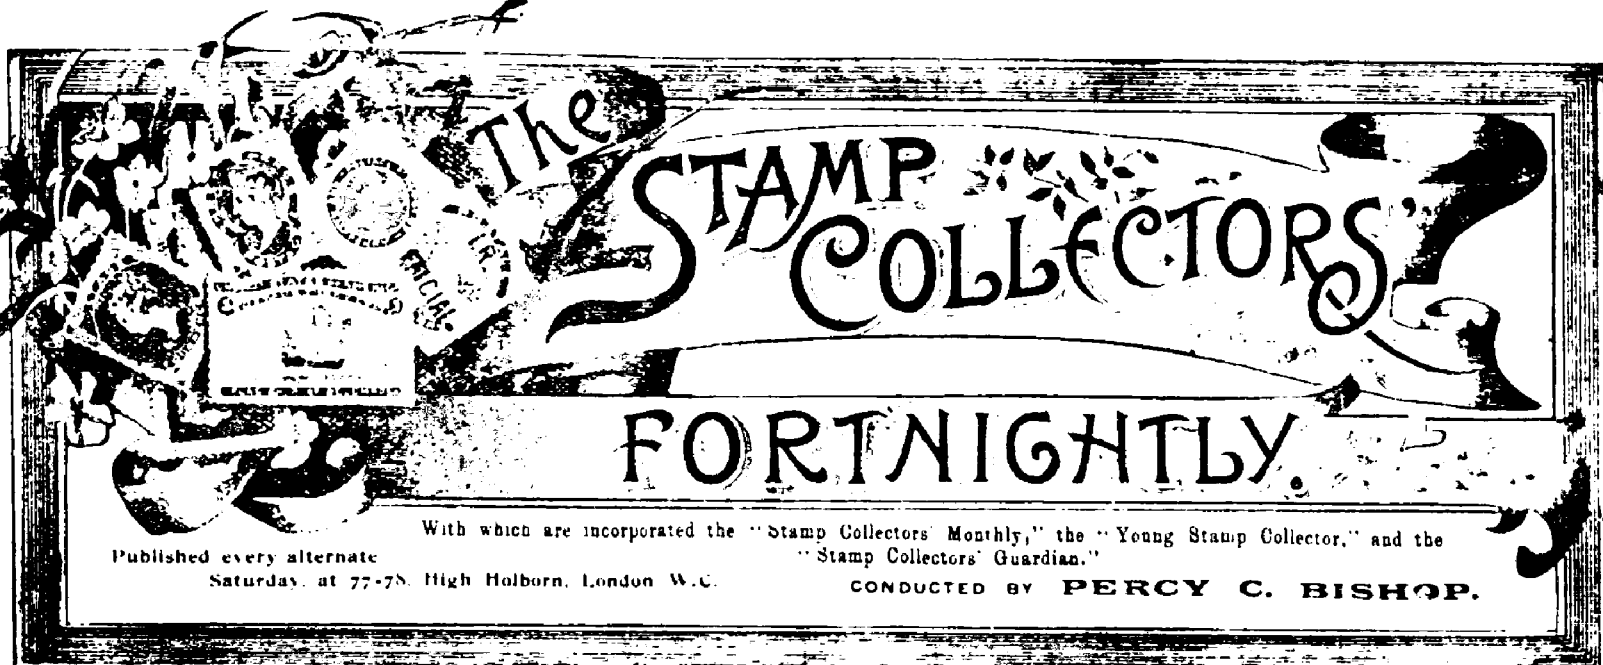 The
STAMP
COLLECTORS'
FORTNIGHTLY.
With which are incorporated the "Stamp Collectors' Monthly," the "Young Stamp Collector," and the
"Stamp Collectors' Guardian."
Published every alternate
Saturday, at 77-78, High Holborn, London W.C.
CONDUCTED BY PERCY C. BISHOP.